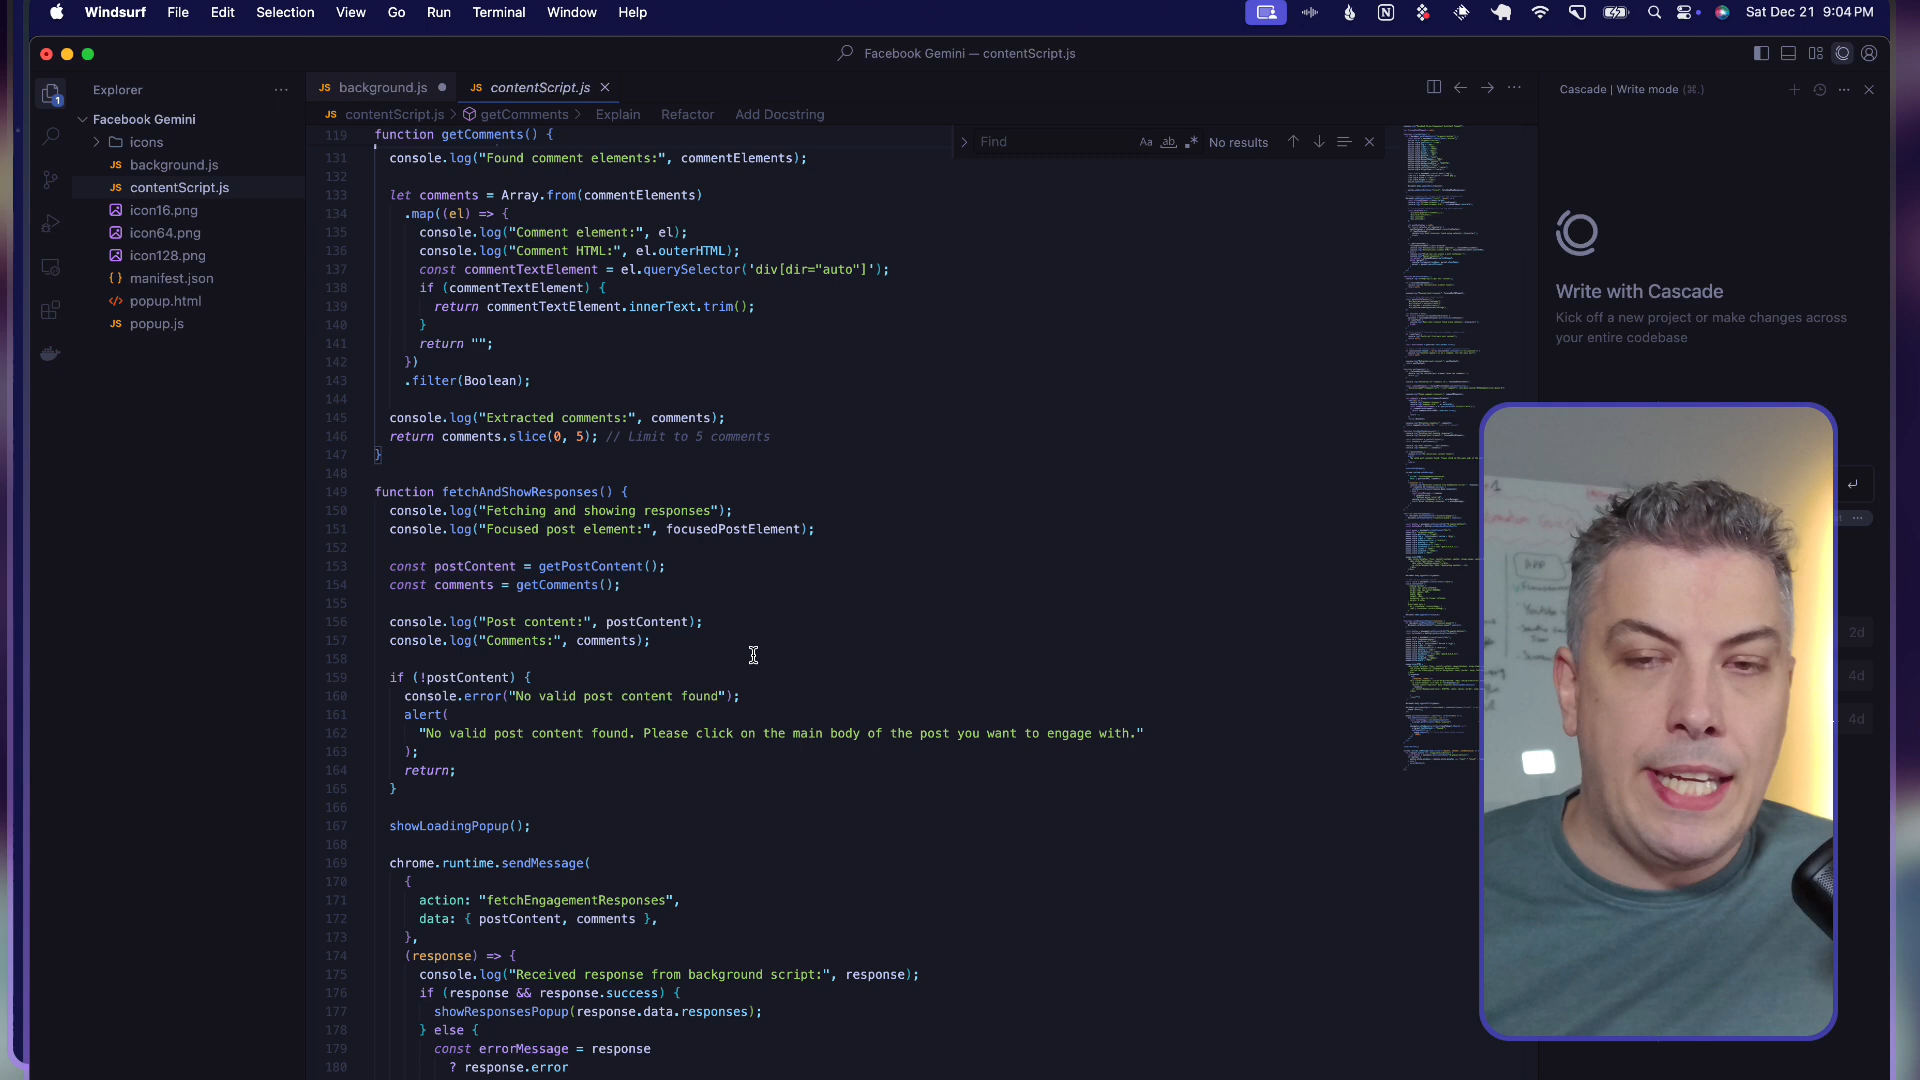 Windsurf File Edit Selection View Go Run Terminal Window Help
Sat Dec 21 9:04 PM
Facebook Gemini — contentScript.js
Explorer
JS background.js
JS contentScript.js
Cascade | Write mode (⌘.)
Facebook Gemini
icons
JS background.js
JS contentScript.js
icon16.png
icon64.png
icon128.png
{ } manifest.json
</> popup.html
JS popup.js
JS contentScript.js > getComments > Explain Refactor Add Docstring
> Find Aa ab No results
119 function getComments() {
131 console.log("Found comment elements:", commentElements);
132
133 let comments = Array.from(commentElements)
134 .map((el) => {
135 console.log("Comment element:", el);
136 console.log("Comment HTML:", el.outerHTML);
137 const commentTextElement = el.querySelector('div[dir="auto"]');
138 if (commentTextElement) {
139 return commentTextElement.innerText.trim();
140 }
141 return "";
142 })
143 .filter(Boolean);
144
145 console.log("Extracted comments:", comments);
146 return comments.slice(0, 5); // Limit to 5 comments
147 }
148
149 function fetchAndShowResponses() {
150 console.log("Fetching and showing responses");
151 console.log("Focused post element:", focusedPostElement);
152
153 const postContent = getPostContent();
154 const comments = getComments();
155
156 console.log("Post content:", postContent);
157 console.log("Comments:", comments);
158
159 if (!postContent) {
160 console.error("No valid post content found");
161 alert(
162 "No valid post content found. Please click on the main body of the post you want to engage with."
163 );
164 return;
165 }
166
167 showLoadingPopup();
168
169 chrome.runtime.sendMessage(
170 {
171 action: "fetchEngagementResponses",
172 data: { postContent, comments },
173 },
174 (response) => {
175 console.log("Received response from background script:", response);
176 if (response && response.success) {
177 showResponsesPopup(response.data.responses);
178 } else {
179 const errorMessage = response
180 ? response.error
Write with Cascade
Kick off a new project or make changes across
your entire codebase
APP
2d
4d
4d